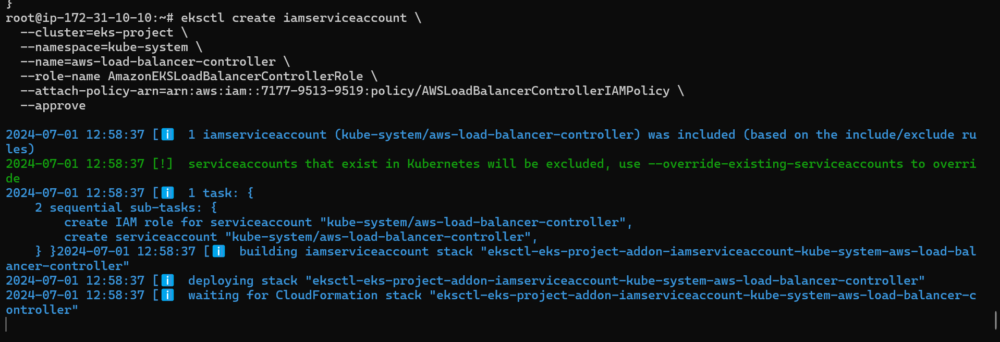 }
root@ip-172-31-10-10:~# eksctl create iamserviceaccount \
  --cluster=eks-project \
  --namespace=kube-system \
  --name=aws-load-balancer-controller \
  --role-name AmazonEKSLoadBalancerControllerRole \
  --attach-policy-arn=arn:aws:iam::7177-9513-9519:policy/AWSLoadBalancerControllerIAMPolicy \
  --approve

2024-07-01 12:58:37 [ℹ]  1 iamserviceaccount (kube-system/aws-load-balancer-controller) was included (based on the include/exclude ru
les)
2024-07-01 12:58:37 [!]  serviceaccounts that exist in Kubernetes will be excluded, use --override-existing-serviceaccounts to overri
de
2024-07-01 12:58:37 [ℹ  1 task: {
    2 sequential sub-tasks: {
        create IAM role for serviceaccount "kube-system/aws-load-balancer-controller",
        create serviceaccount "kube-system/aws-load-balancer-controller",
    } }2024-07-01 12:58:37 [ℹ  building iamserviceaccount stack "eksctl-eks-project-addon-iamserviceaccount-kube-system-aws-load-bal
ancer-controller"
2024-07-01 12:58:37 [ℹ  deploying stack "eksctl-eks-project-addon-iamserviceaccount-kube-system-aws-load-balancer-controller"
2024-07-01 12:58:37 [ℹ  waiting for CloudFormation stack "eksctl-eks-project-addon-iamserviceaccount-kube-system-aws-load-balancer-c
ontroller"